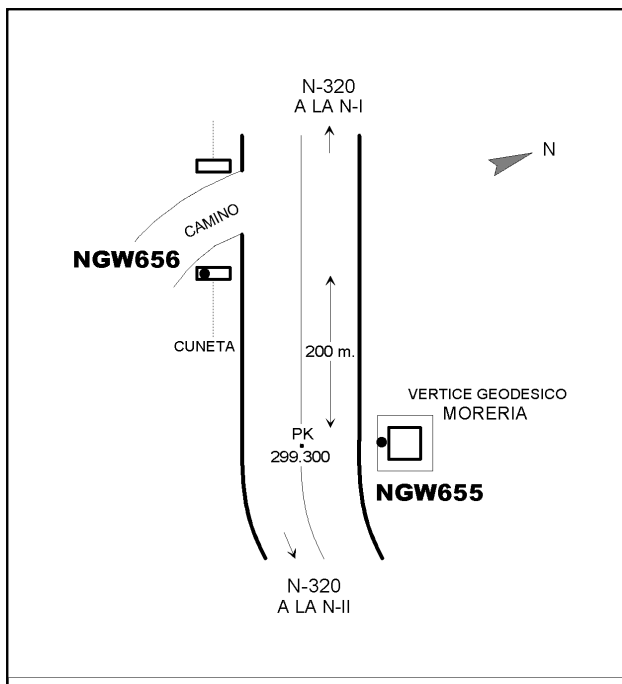 N-320
A LA N-I
N
CAMINO
NGW656
CUNETA
200 m.
VERTICE GEODESICO
MORERIA
PK
299.300
NGW655
N-320
A LA N-II